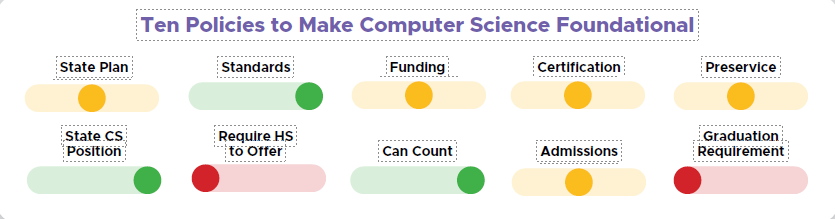 Ten Policies to Make Computer Science Foundational
State Plan
Standards
Funding
Certification
Preservice
State CS
Position
Require HS
to Offer
Can Count
Admissions
Graduation
Requirement